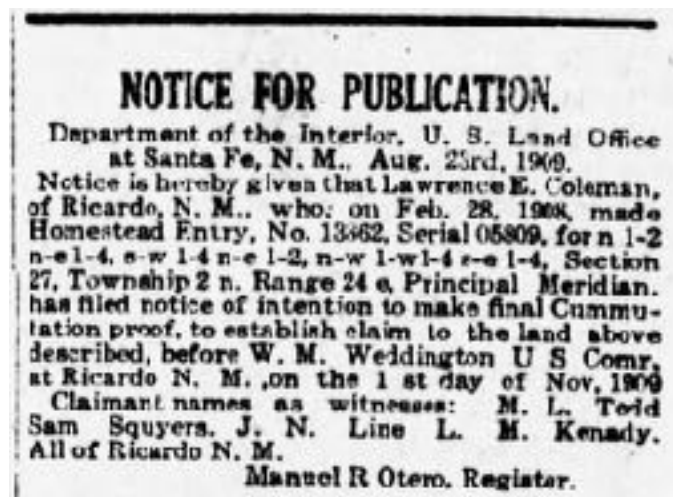 NOTICE FOR PUBLICATION.
Department of the Interior, U. S. Land Office
at Santa Fe, N. M., Aug. 23rd, 1909.
Notice is hereby given that Lawrence E. Coleman,
of Ricardo, N. M., who, on Feb. 28, 1908, made
Homestead Entry, No. 13862, Serial 05809, for n 1-2
n-e 1-4, s-w 1-4 n-e 1-2, n-w 1-w1-4 s-e 1-4, Section
27, Township 2 n. Range 24 e, Principal Meridian.
has filed notice of intention to make final Cummu-
tation proof, to establish claim to the land above
described, before W. M. Weddington U S Comr,
at Ricardo N. M. ,on the 1 st day of Nov, 1909
Claimant names as witnesses: M. L. Todd
Sam Squyers. J. N. Line L. M. Kenady.
All of Ricardo N. M.
Manuel R Otero. Register.